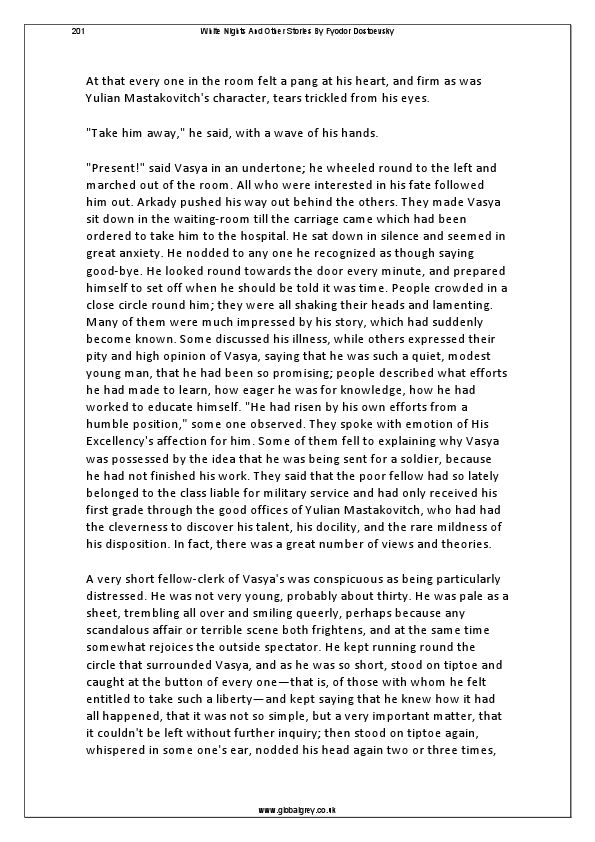 201 White Nights And Other Stories By Fyodor Dostoevsky
At that every one in the room felt a pang at his heart, and firm as was
Yulian Mastakovitch's character, tears trickled from his eyes.
"Take him away," he said, with a wave of his hands.
"Present!" said Vasya in an undertone; he wheeled round to the left and
marched out of the room. All who were interested in his fate followed
him out. Arkady pushed his way out behind the others. They made Vasya
sit down in the waiting-room till the carriage came which had been
ordered to take him to the hospital. He sat down in silence and seemed in
great anxiety. He nodded to any one he recognized as though saying
good-bye. He looked round towards the door every minute, and prepared
himself to set off when he should be told it was time. People crowded in a
close circle round him; they were all shaking their heads and lamenting.
Many of them were much impressed by his story, which had suddenly
become known. Some discussed his illness, while others expressed their
pity and high opinion of Vasya, saying that he was such a quiet, modest
young man, that he had been so promising; people described what efforts
he had made to learn, how eager he was for knowledge, how he had
worked to educate himself. "He had risen by his own efforts from a
humble position," some one observed. They spoke with emotion of His
Excellency's affection for him. Some of them fell to explaining why Vasya
was possessed by the idea that he was being sent for a soldier, because
he had not finished his work. They said that the poor fellow had so lately
belonged to the class liable for military service and had only received his
first grade through the good offices of Yulian Mastakovitch, who had had
the cleverness to discover his talent, his docility, and the rare mildness of
his disposition. In fact, there was a great number of views and theories.
A very short fellow-clerk of Vasya's was conspicuous as being particularly
distressed. He was not very young, probably about thirty. He was pale as a
sheet, trembling all over and smiling queerly, perhaps because any
scandalous affair or terrible scene both frightens, and at the same time
somewhat rejoices the outside spectator. He kept running round the
circle that surrounded Vasya, and as he was so short, stood on tiptoe and
caught at the button of every one—that is, of those with whom he felt
entitled to take such a liberty—and kept saying that he knew how it had
all happened, that it was not so simple, but a very important matter, that
it couldn't be left without further inquiry; then stood on tiptoe again,
whispered in some one's ear, nodded his head again two or three times,
www.globalgrey.co.uk